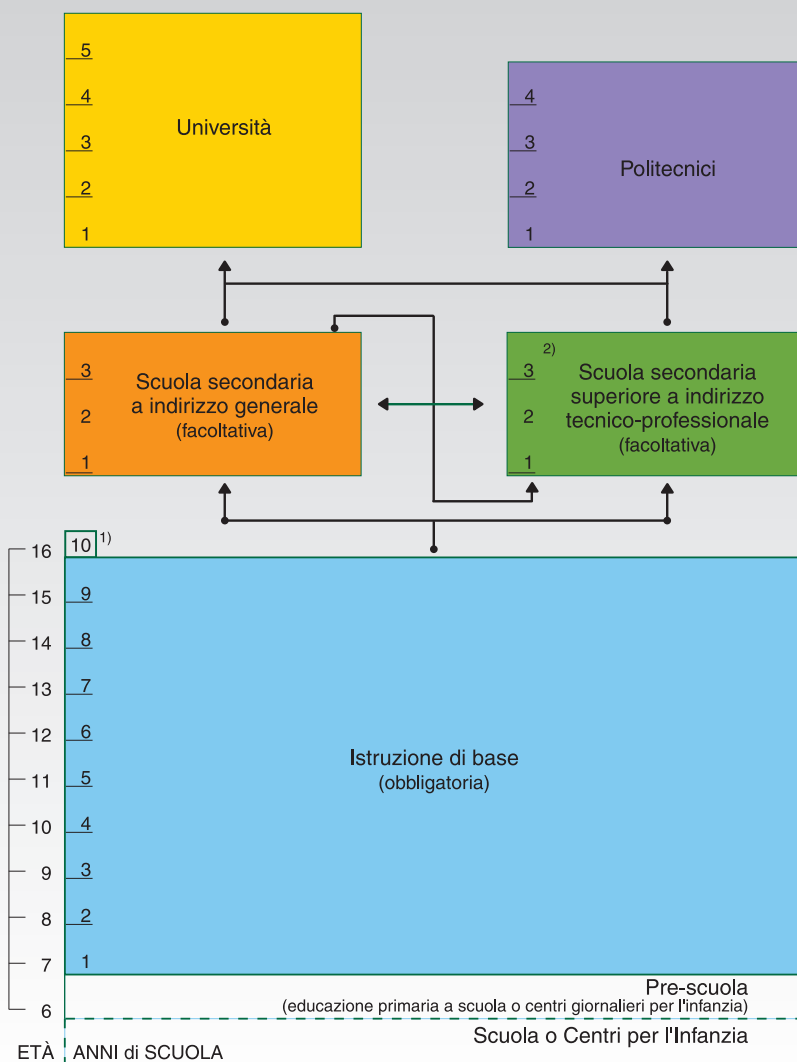 5
4
3
2
1
Università
4
3
2
1
Politecnici
3
2
1
Scuola secondaria
a indirizzo generale
(facoltativa)
2)
3
2
1
Scuola secondaria
superiore a indirizzo
tecnico-professionale
(facoltativa)
16
15
14
13
12
11
10
9
8
7
6
10 1)
9
8
7
6
5
4
3
2
1
Istruzione di base
(obbligatoria)
Pre-scuola
(educazione primaria a scuola o centri giornalieri per l'infanzia)
Scuola o Centri per l'Infanzia
ETÀ ANNI di SCUOLA